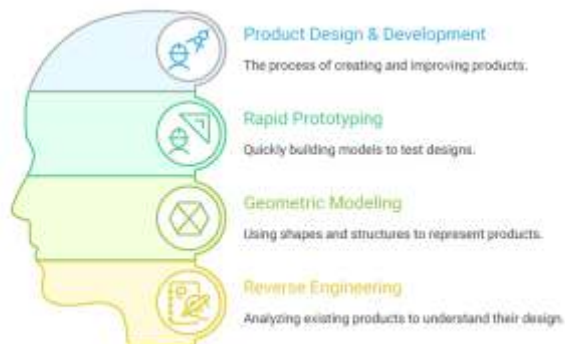 Product Design & Development
The process of creating and improving products.
Rapid Prototyping
Quickly building models to test designs.
Geometric Modeling
Using shapes and structures to represent products.
Reverse Engineering
Analyzing existing products to understand their design.